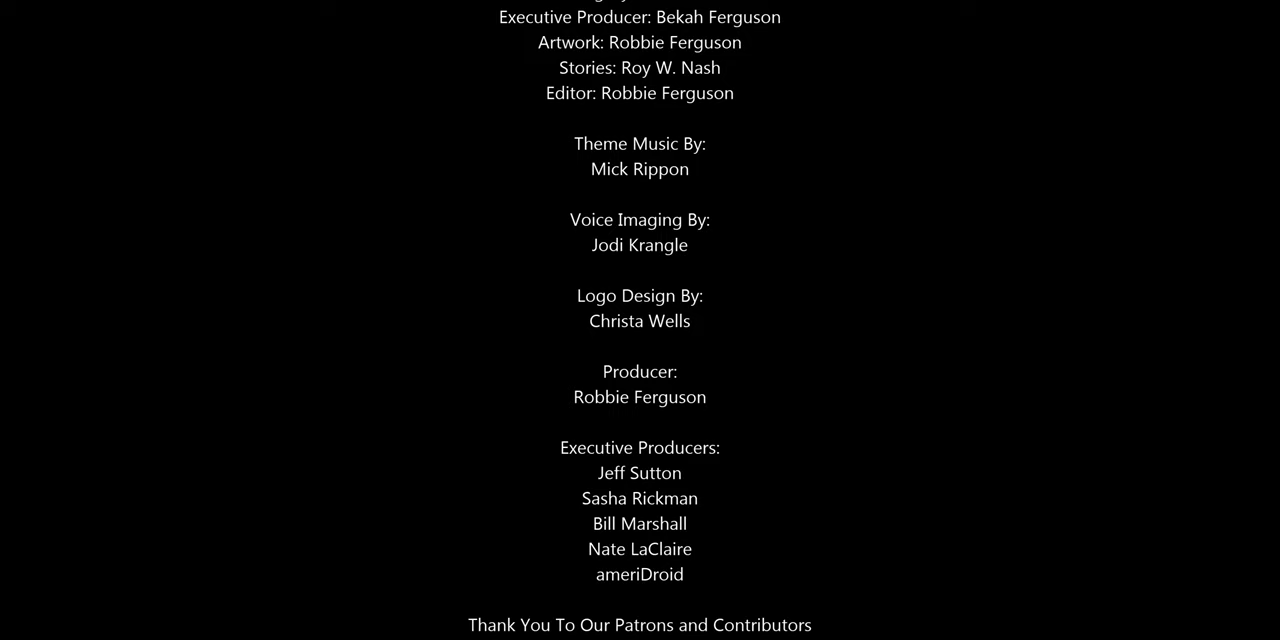 Executive Producer: Bekah Ferguson
Artwork: Robbie Ferguson
Stories: Roy W. Nash
Editor: Robbie Ferguson
Theme Music By:
Mick Rippon
Voice Imaging By:
Jodi Krangle
Logo Design By:
Christa Wells
Producer:
Robbie Ferguson
Executive Producers:
Jeff Sutton
Sasha Rickman
Bill Marshall
Nate LaClaire
ameriDroid
Thank You To Our Patrons and Contributors